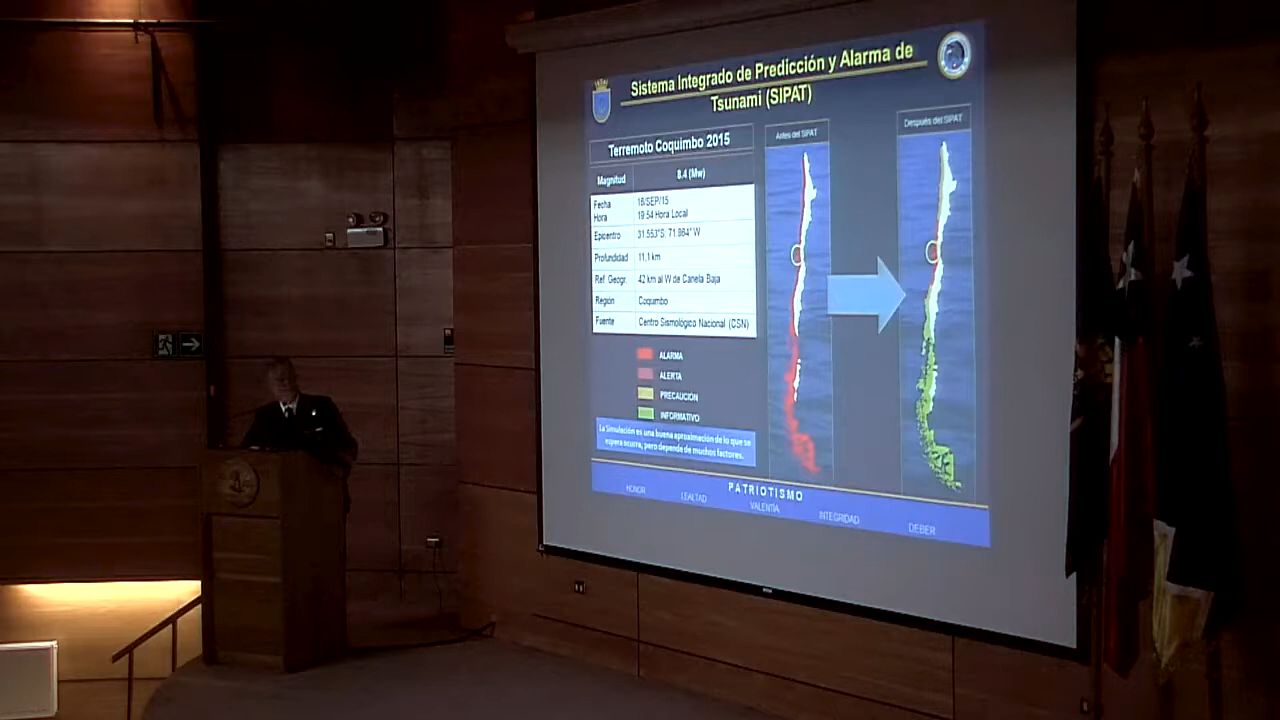 Sistema Integrado de Predicción y Alarma de
Tsunami (SIPAT)
Terremoto Coquimbo 2015
Magnitud 8.4 (Mw)
Fecha 16/SEP/15
Hora 19:54 Hora Local
Epicentro 31.553°S; 71.864° W
Profundidad 11.1 km
Ref. Geogr. 42 km al W de Canela Baja
Región Coquimbo
Fuente Centro Sismológico Nacional (CSN)
ALARMA
ALERTA
PRECAUCION
INFORMATIVO
La Simulación es una buena aproximación de lo que se
espera ocurra, pero depende de muchos factores.
Antes del SIPAT
Después del SIPAT
PATRIOTISMO
HONOR LEALTAD VALENTÍA INTEGRIDAD DEBER